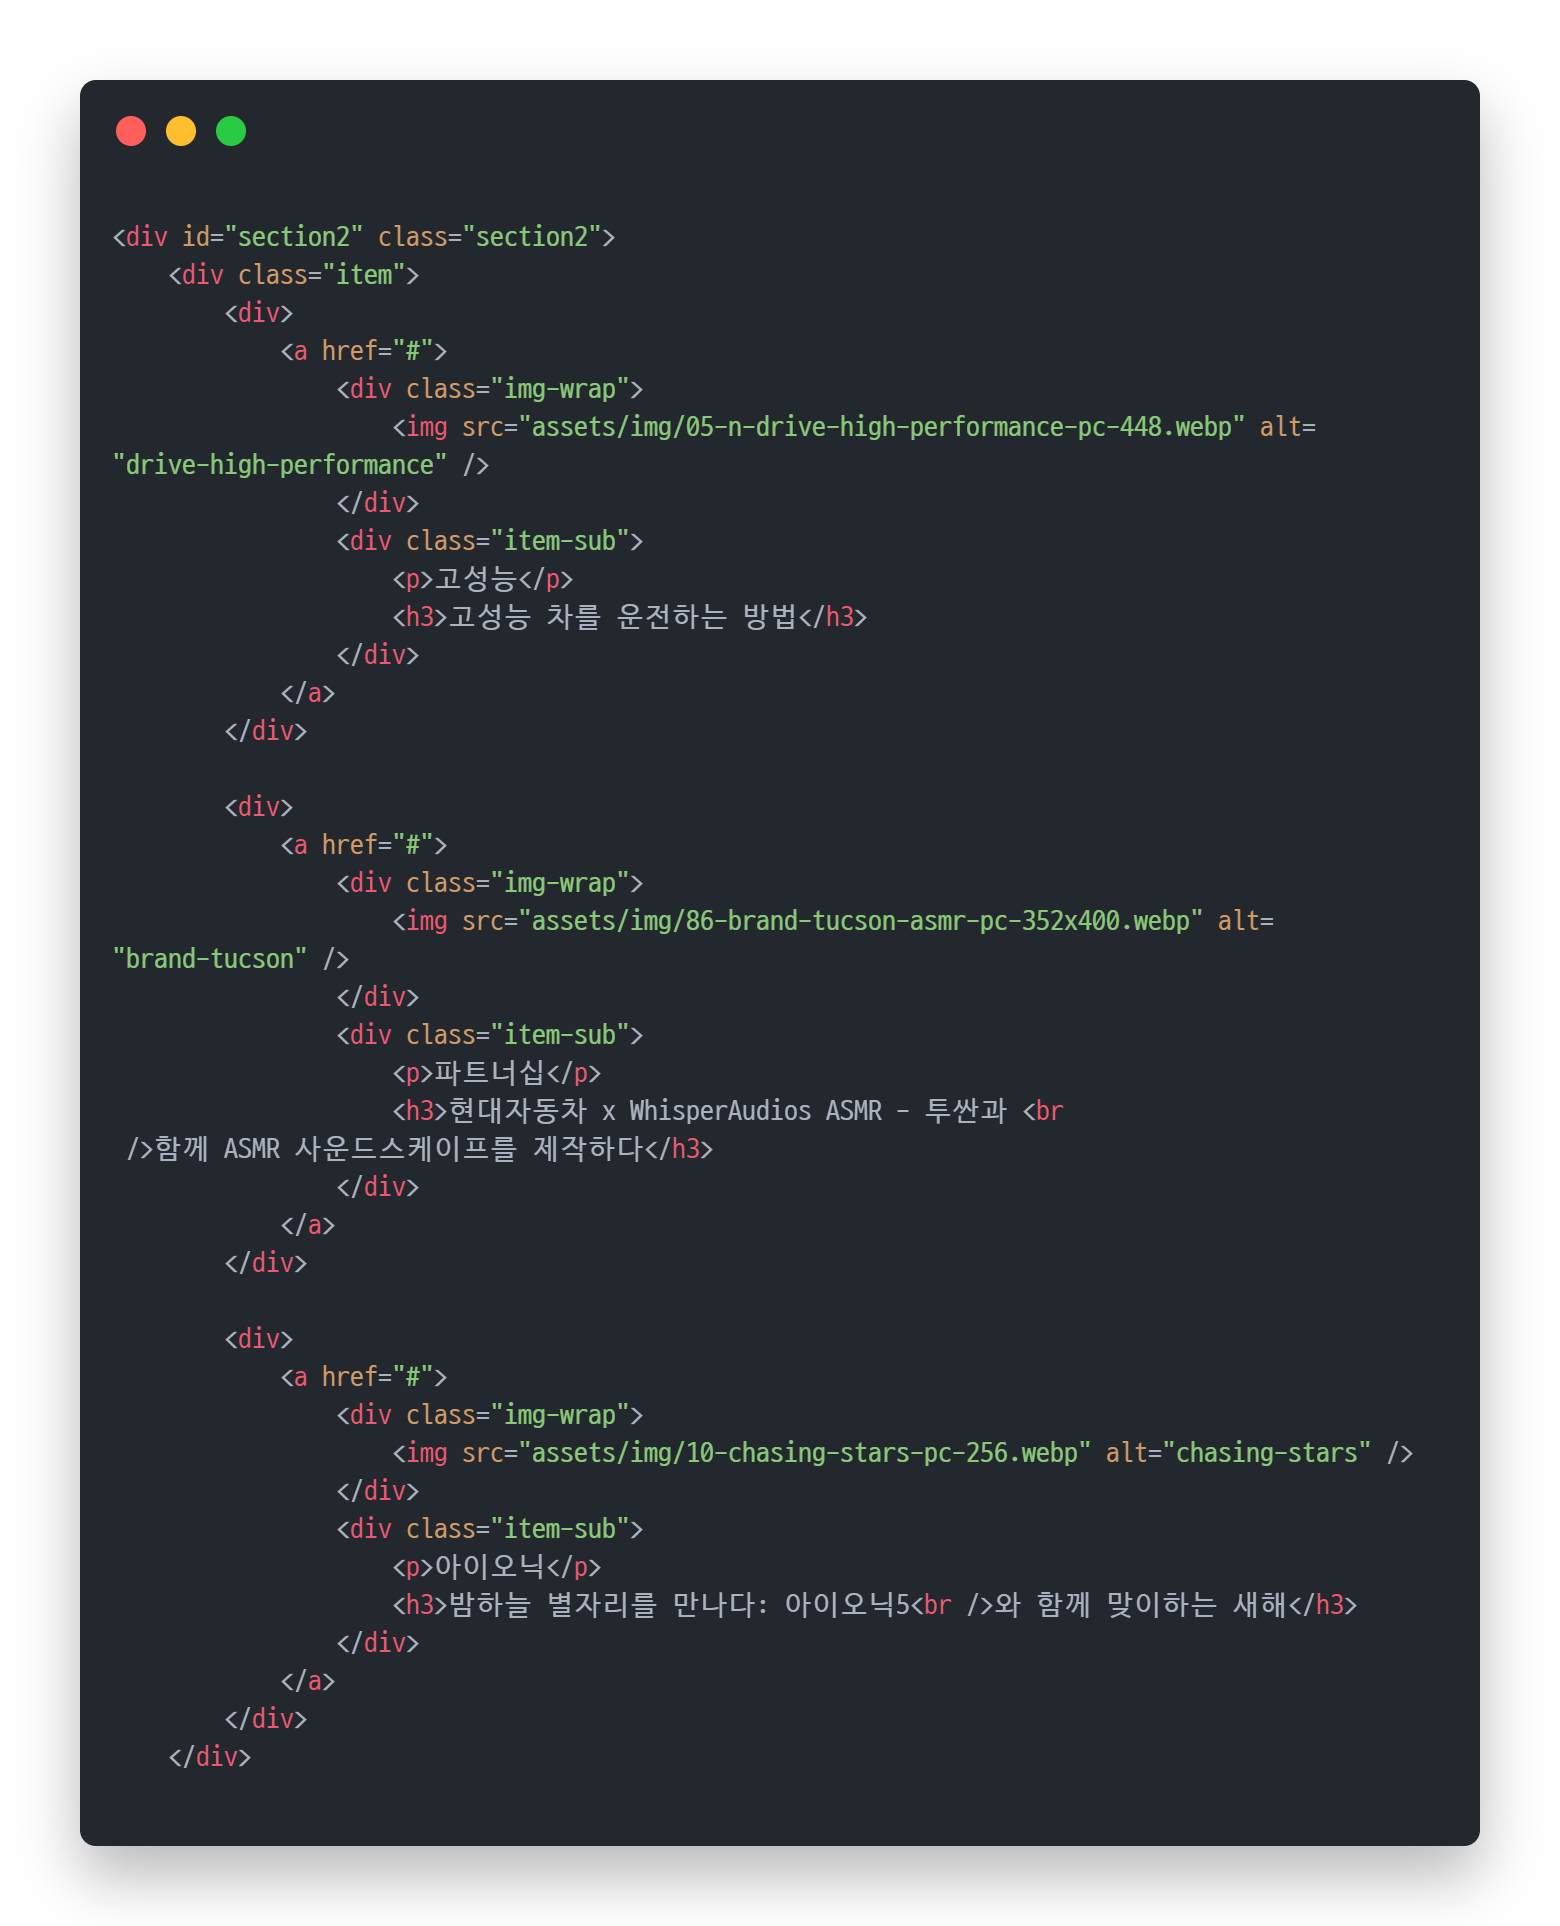 <div id="section2" class="section2">
    <div class="item">
        <div>
            <a href="#">
                <div class="img-wrap">
                    <img src="assets/img/05-n-drive-high-performance-pc-448.webp" alt=
"drive-high-performance" />
                </div>
                <div class="item-sub">
                    <p>고성능</p>
                    <h3>고성능 차를 운전하는 방법</h3>
                </div>
            </a>
        </div>

        <div>
            <a href="#">
                <div class="img-wrap">
                    <img src="assets/img/86-brand-tucson-asmr-pc-352x400.webp" alt=
"brand-tucson" />
                </div>
                <div class="item-sub">
                    <p>파트너십</p>
                    <h3>현대자동차 x WhisperAudios ASMR - 투싼과 <br
 />함께 ASMR 사운드스케이프를 제작하다</h3>
                </div>
            </a>
        </div>

        <div>
            <a href="#">
                <div class="img-wrap">
                    <img src="assets/img/10-chasing-stars-pc-256.webp" alt="chasing-stars" />
                </div>
                <div class="item-sub">
                    <p>아이오닉</p>
                    <h3>밤하늘 별자리를 만나다: 아이오닉5<br />와 함께 맞이하는 새해</h3>
                </div>
            </a>
        </div>
    </div>